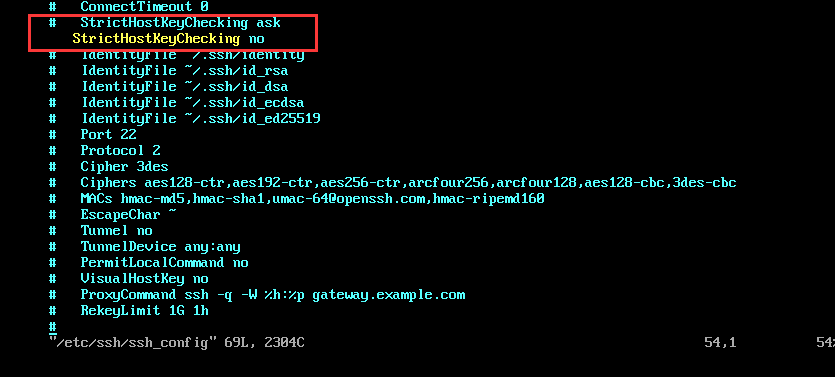 #   ConnectTimeout 0
#   StrictHostKeyChecking ask
StrictHostKeyChecking no
#   IdentityFile ~/.ssh/identity
#   IdentityFile ~/.ssh/id_rsa
#   IdentityFile ~/.ssh/id_dsa
#   IdentityFile ~/.ssh/id_ecdsa
#   IdentityFile ~/.ssh/id_ed25519
#   Port 22
#   Protocol 2
#   Cipher 3des
#   Ciphers aes128-ctr,aes192-ctr,aes256-ctr,arcfour256,arcfour128,aes128-cbc,3des-cbc
#   MACs hmac-md5,hmac-sha1,umac-64@openssh.com,hmac-ripemd160
#   EscapeChar ~
#   Tunnel no
#   TunnelDevice any:any
#   PermitLocalCommand no
#   VisualHostKey no
#   ProxyCommand ssh -q -W %h:%p gateway.example.com
#   RekeyLimit 1G 1h
#
"/etc/ssh/ssh_config" 69L, 2304C 54,1 54%